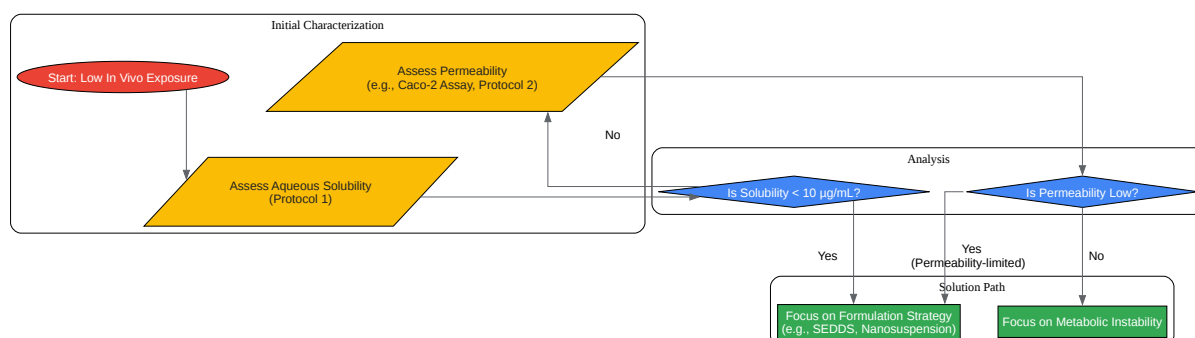 Initial Characterization
Start: Low In Vivo Exposure
Assess Permeability
(e.g., Caco-2 Assay, Protocol 2)
No
Assess Aqueous Solubility
(Protocol 1)
Analysis
Is Solubility < 10 µg/mL?
Is Permeability Low?
Yes
Yes
(Permeability-limited)
No
Solution Path
Focus on Formulation Strategy
(e.g., SEDDS, Nanosuspension)
Focus on Metabolic Instability